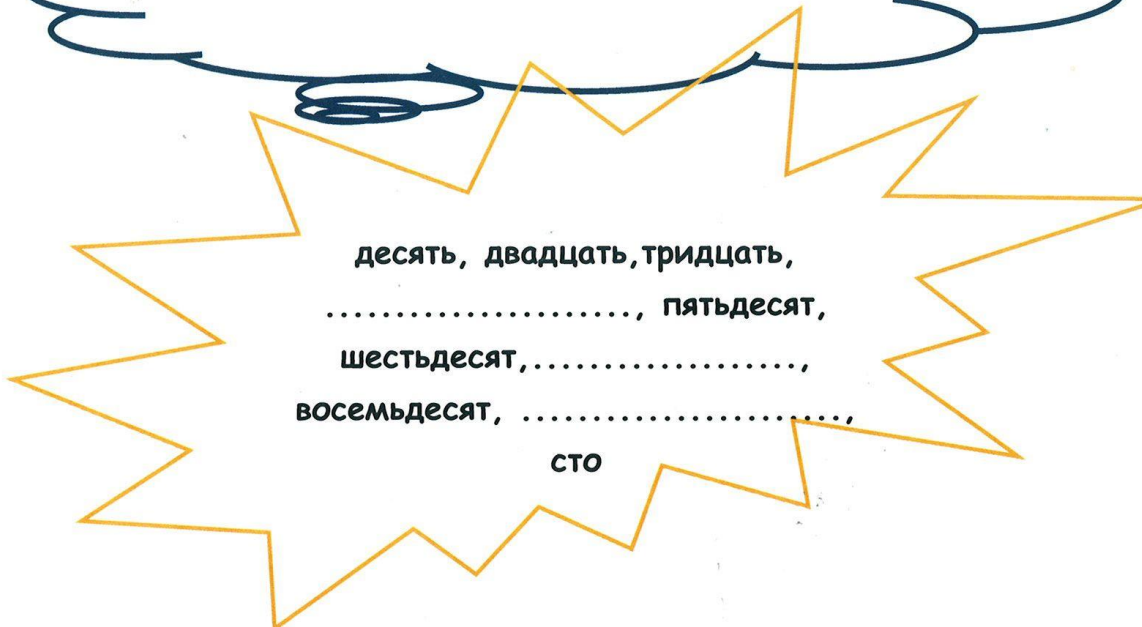 десять, двадцать,тридцать,
......................, пятьдесят,
шестьдесят,...................,
восемьдесят, .......................,
сто